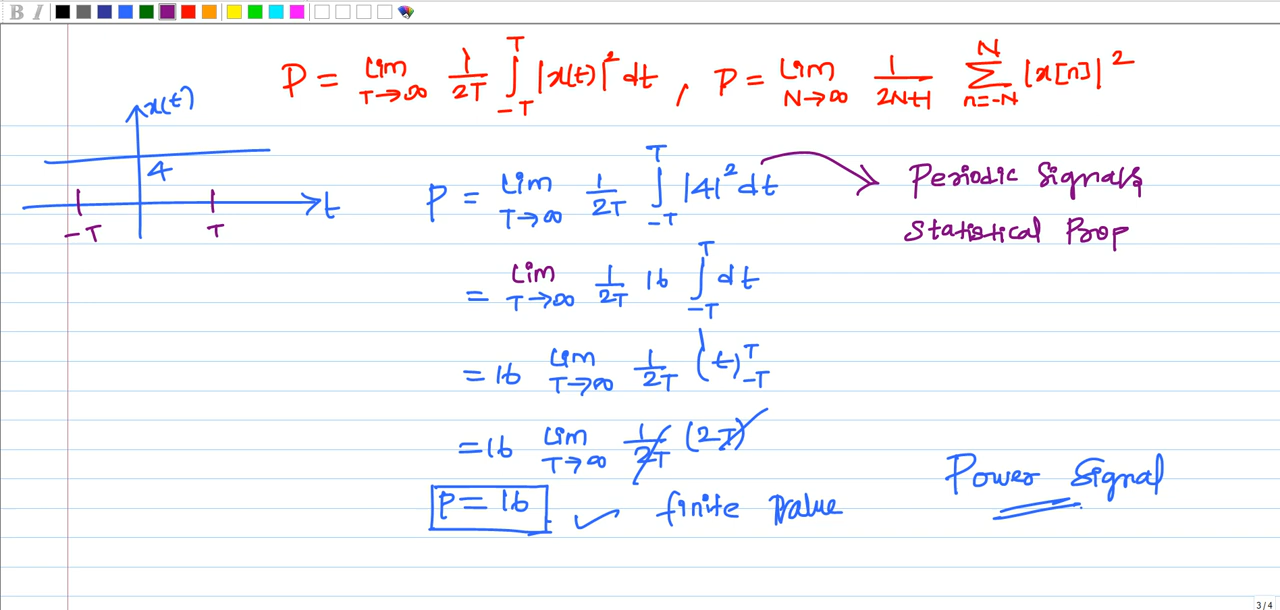 B I
P = Lim T→∞ 1/2T ∫_{-T}^{T} |x(t)|² dt , P = Lim N→∞ 1/2N+1 ∑_{n=-N}^{N} |x[n]|²
x(t)
4
-T T t
P = Lim T→∞ 1/2T ∫_{-T}^{T} |4|² dt → Periodic Signals,
Statistical Prop
= Lim T→∞ 1/2T 16 ∫_{-T}^{T} dt
= 16 Lim T→∞ 1/2T (t)_{-T}^{T}
= 16 Lim T→∞ 1/2T (2T)
P = 16 ✓ finite value
Power Signal
3 / 4